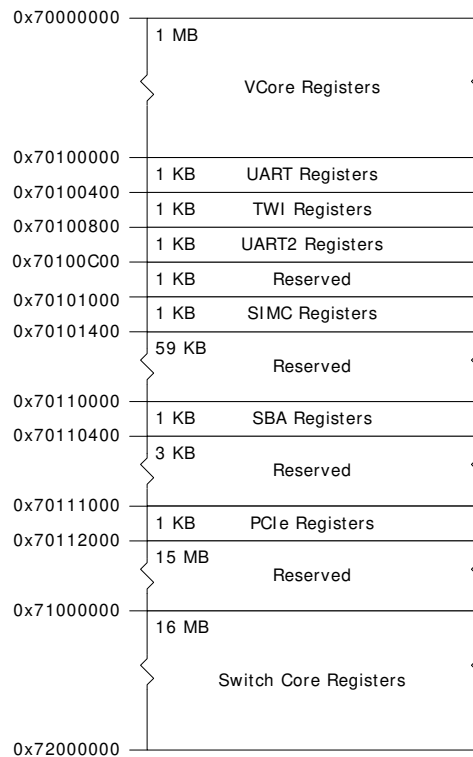 0x70000000
1 MB
VCore Registers
0x70100000
1 KB UART Registers
0x70100400
1 KB TWI Registers
0x70100800
1 KB UART2 Registers
0x70100C00
1 KB Reserved
0x70101000
1 KB SIMC Registers
0x70101400
59 KB
Reserved
0x70110000
1 KB SBA Registers
0x70110400
3 KB
Reserved
0x70111000
1 KB PCIe Registers
0x70112000
15 MB
Reserved
0x71000000
16 MB
Switch Core Registers
0x72000000